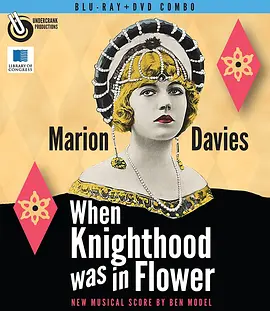 BLU-RAY+DVD COMBO
UNDERCRANK
PRODUCTIONS
LIBRARY OF
CONGRESS
Marion Davies
When
Knighthood
was in Flower
NEW MUSICAL SCORE BY BEN MODEL